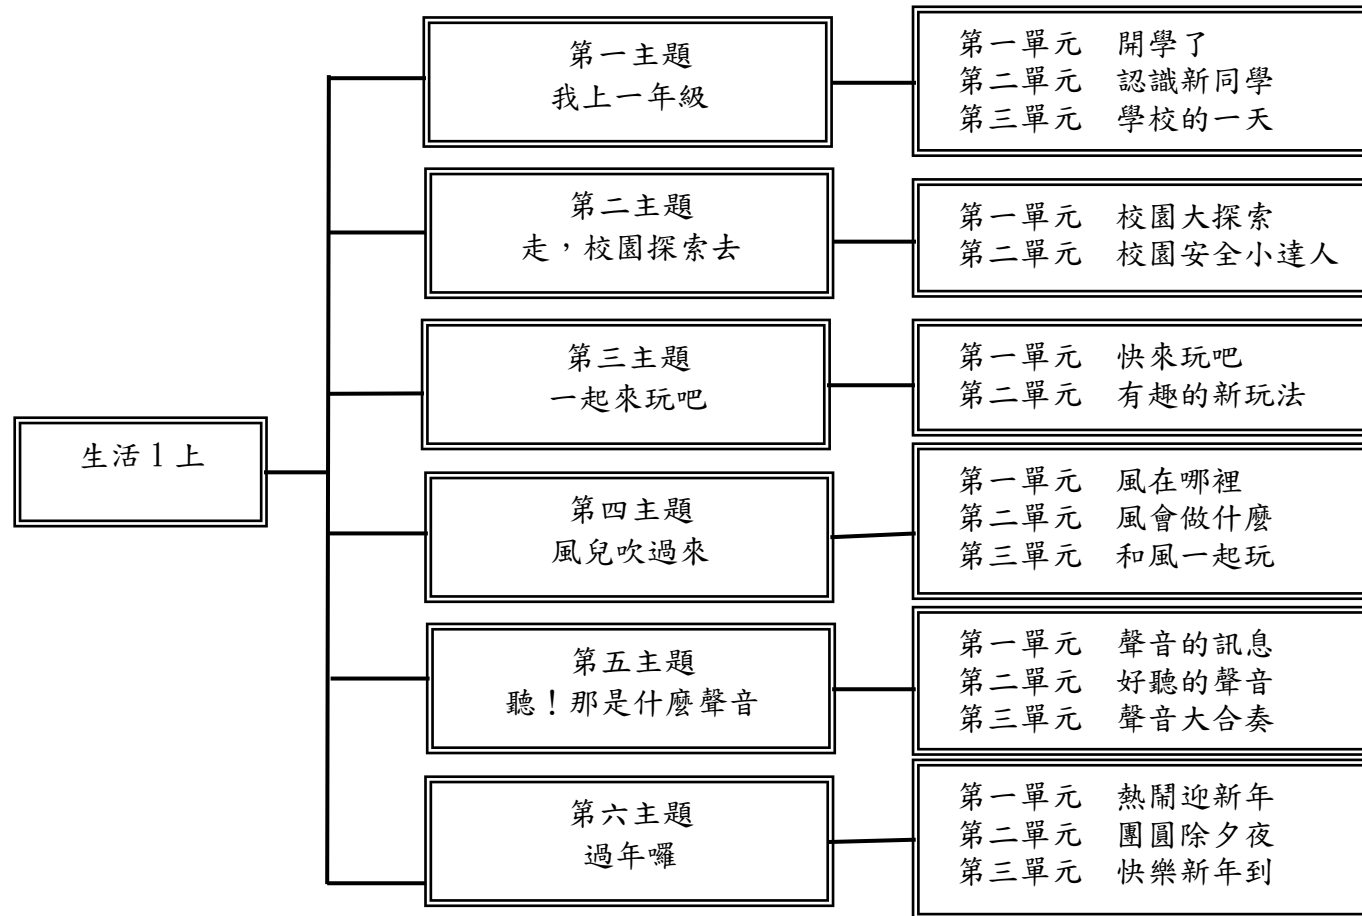 第一主題
我上一年級
第一單元　開學了
第二單元　認識新同學
第三單元　學校的一天
第二主題
走，校園探索去
第一單元　校園大探索
第二單元　校園安全小達人
第三主題
一起來玩吧
第一單元　快來玩吧
第二單元　有趣的新玩法
生活1上
第四主題
風兒吹過來
第一單元　風在哪裡
第二單元　風會做什麼
第三單元　和風一起玩
第五主題
聽！那是什麼聲音
第一單元　聲音的訊息
第二單元　好聽的聲音
第三單元　聲音大合奏
第六主題
過年囉
第一單元　熱鬧迎新年
第二單元　團圓除夕夜
第三單元　快樂新年到